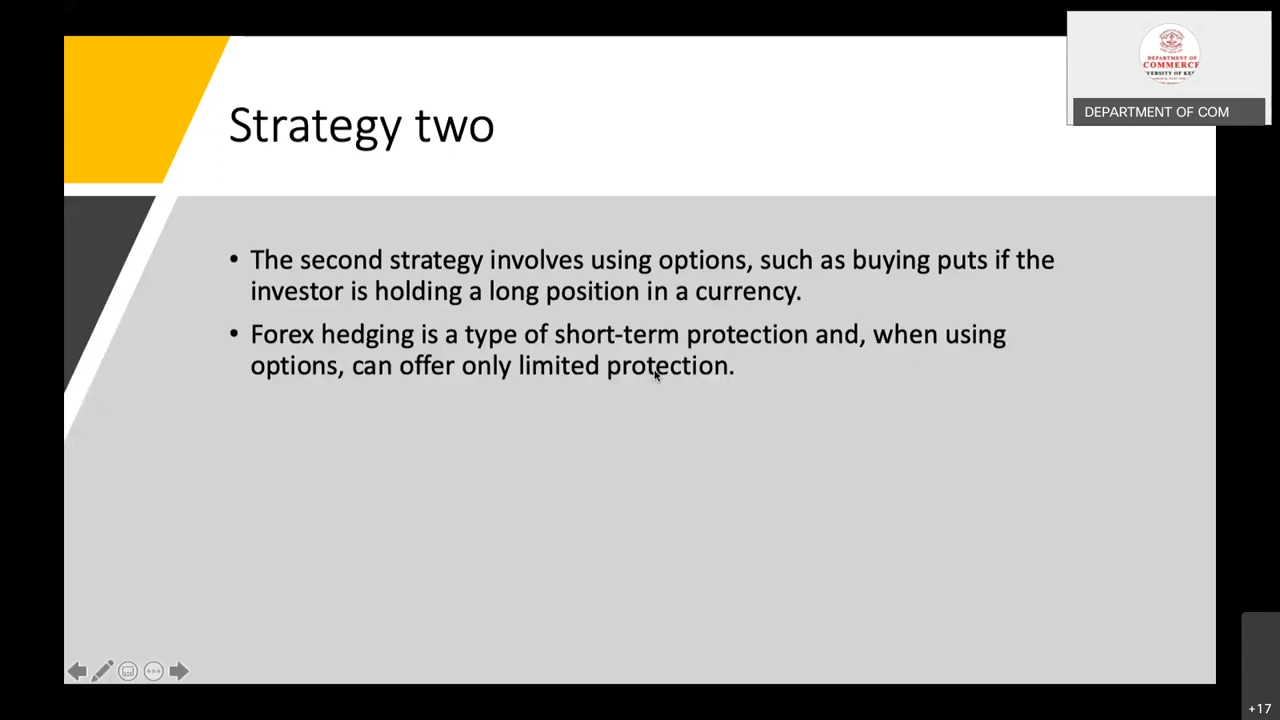 DEPARTMENT OF
COMMERCE
DEPARTMENT OF COM
Strategy two
• The second strategy involves using options, such as buying puts if the
investor is holding a long position in a currency.
• Forex hedging is a type of short-term protection and, when using
options, can offer only limited protection.
+17